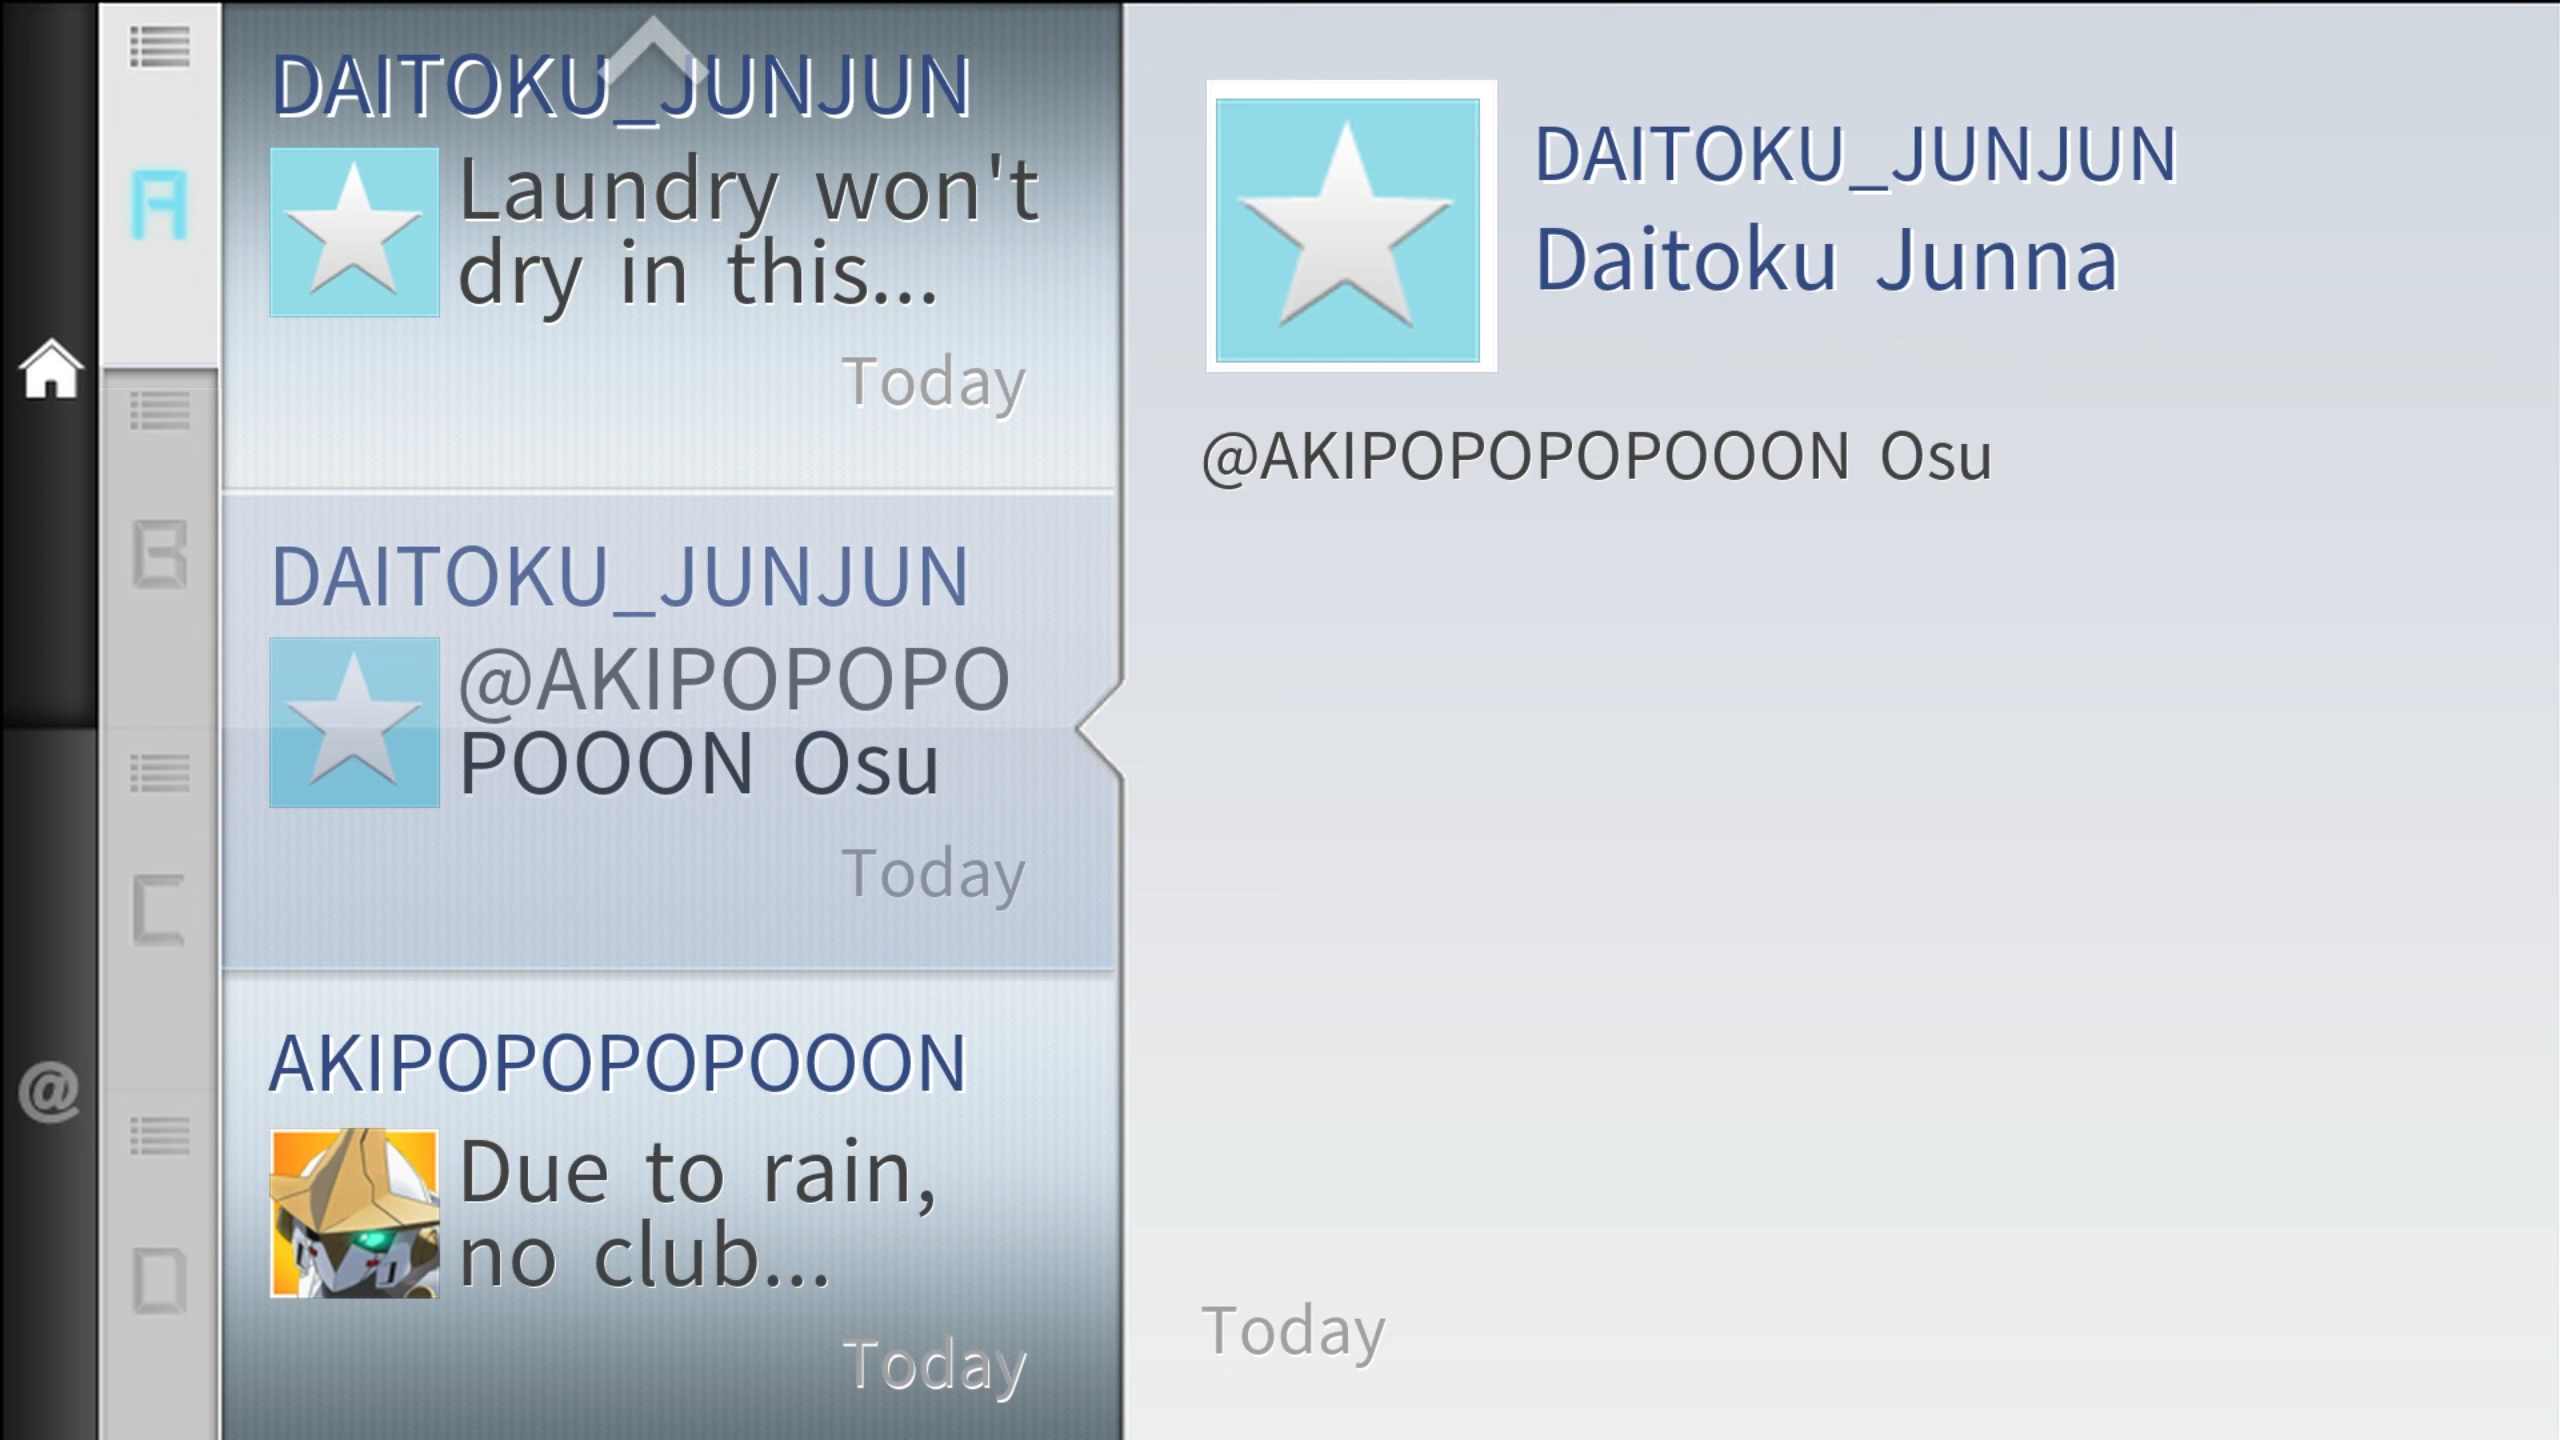 A
B
C
D
@
DAITOKU_JUNJUN
Laundry won't
dry in this...
Today
DAITOKU_JUNJUN
@AKIPOPOPO
POOON Osu
Today
AKIPOPOPOPOOON
Due to rain,
no club...
Today
DAITOKU_JUNJUN
Daitoku Junna
@AKIPOPOPOPOOON Osu
Today